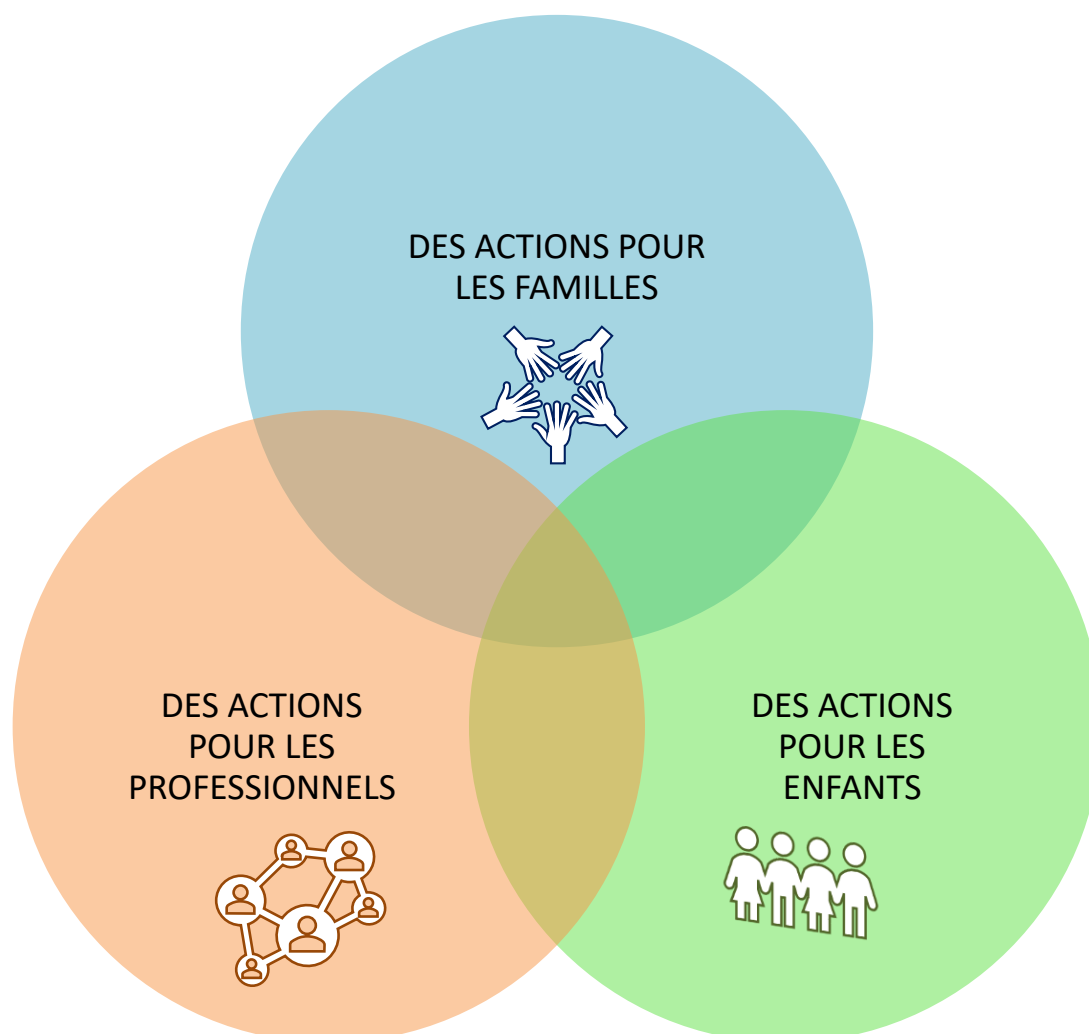 DES ACTIONS POUR
LES FAMILLES
DES ACTIONS
POUR LES
PROFESSIONNELS
DES ACTIONS
POUR LES
ENFANTS